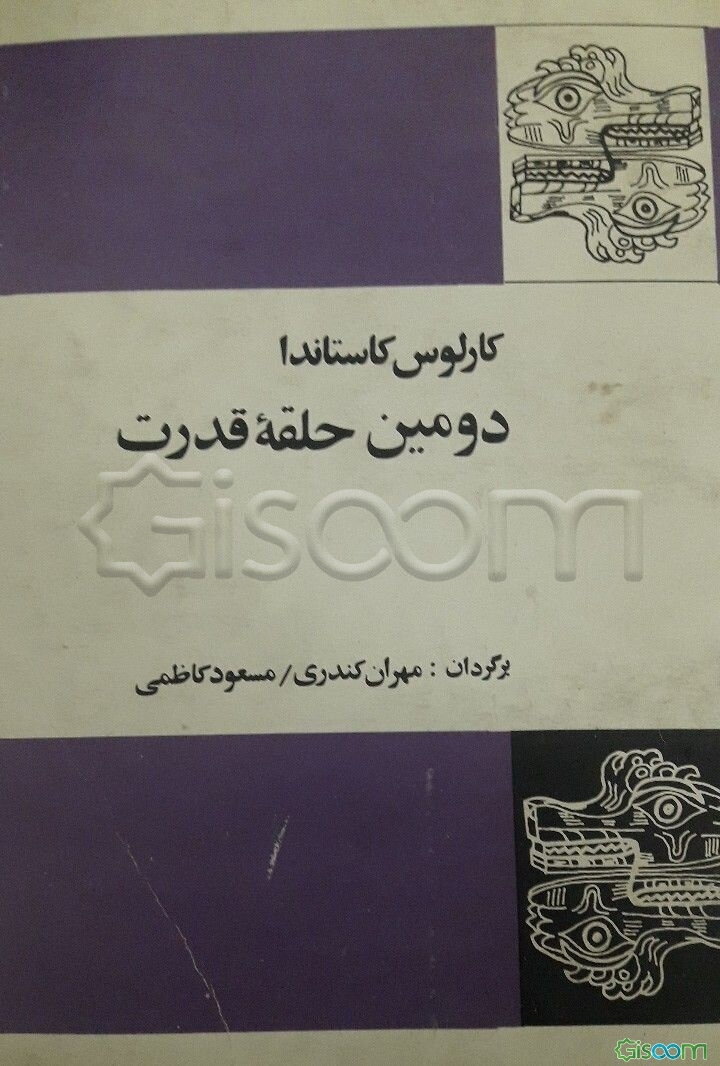 کارلوس کاستاندا
دومین حلقهٔ قدرت
Gisoom
برگردان : مهران کندری / مسعود کاظمی
Gisoom